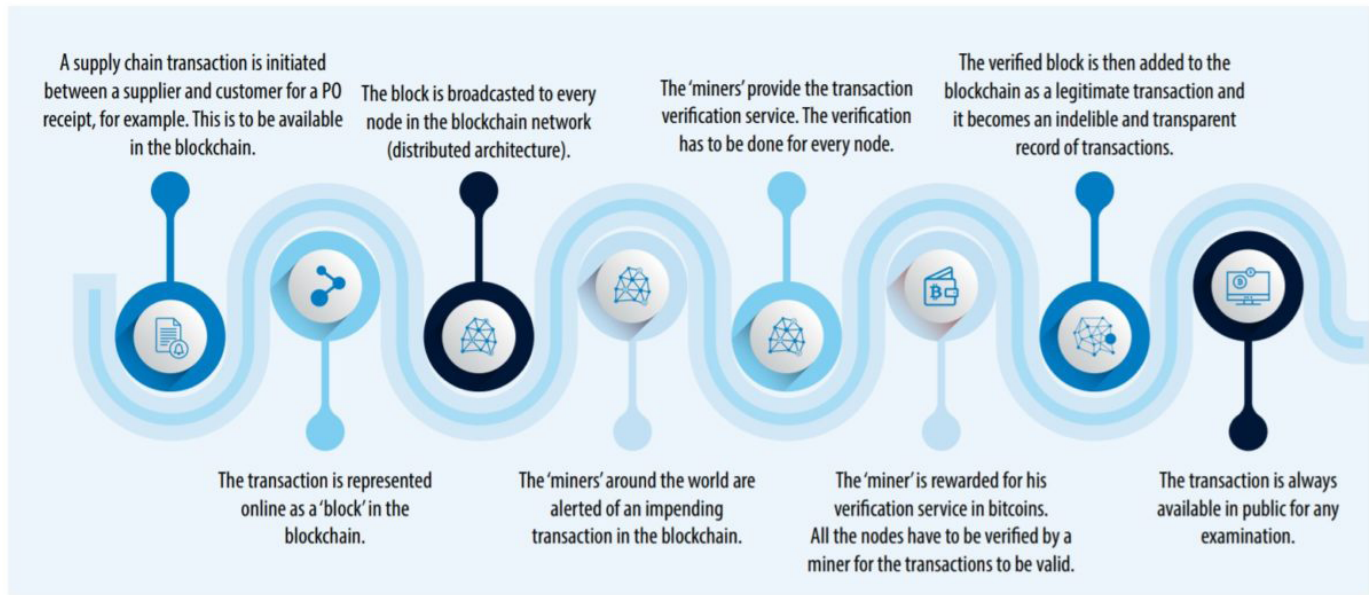 A supply chain transaction is initiated
between a supplier and customer for a PO
receipt, for example. This is to be available
in the blockchain.
The transaction is represented
online as a ‘block’ in the
blockchain.
The block is broadcasted to every
node in the blockchain network
(distributed architecture).
The ‘miners’ around the world are
alerted of an impending
transaction in the blockchain.
The ‘miners’ provide the transaction
verification service. The verification
has to be done for every node.
The ‘miner’ is rewarded for his
verification service in bitcoins.
All the nodes have to be verified by a
miner for the transactions to be valid.
The verified block is then added to the
blockchain as a legitimate transaction and
it becomes an indelible and transparent
record of transactions.
The transaction is always
available in public for any
examination.